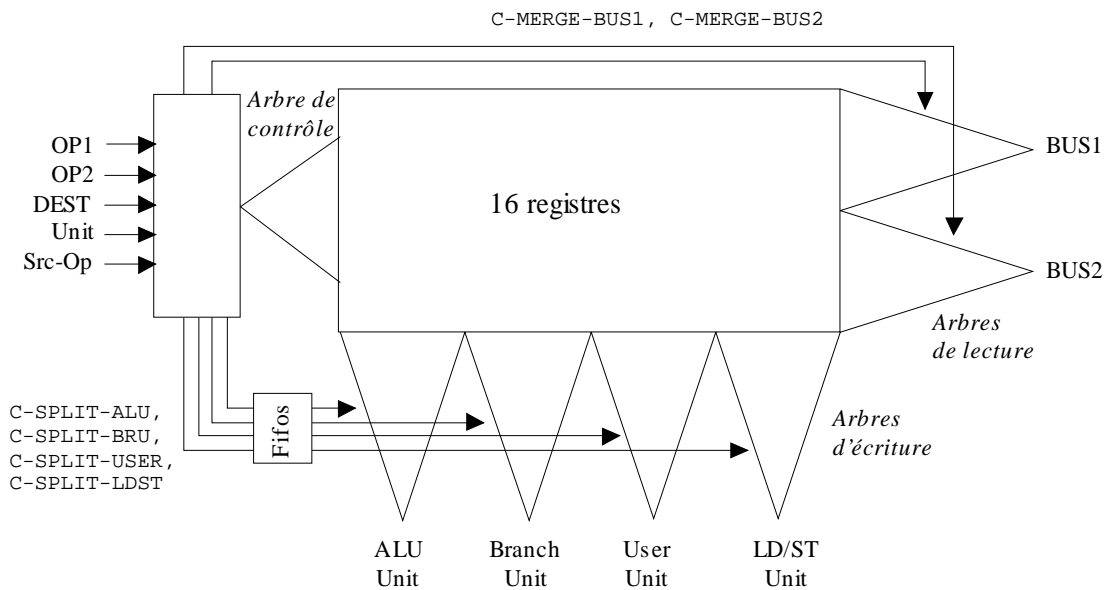 C-MERGE-BUS1, C-MERGE-BUS2
Arbre de
contrôle
OP1
OP2
DEST
Unit
Src-Op
16 registres
BUS1
BUS2
Arbres
de lecture
C-SPLIT-ALU,
C-SPLIT-BRU,
C-SPLIT-USER,
C-SPLIT-LDST
Fifos
Arbres
d'écriture
ALU
Unit
Branch
Unit
User
Unit
LD/ST
Unit